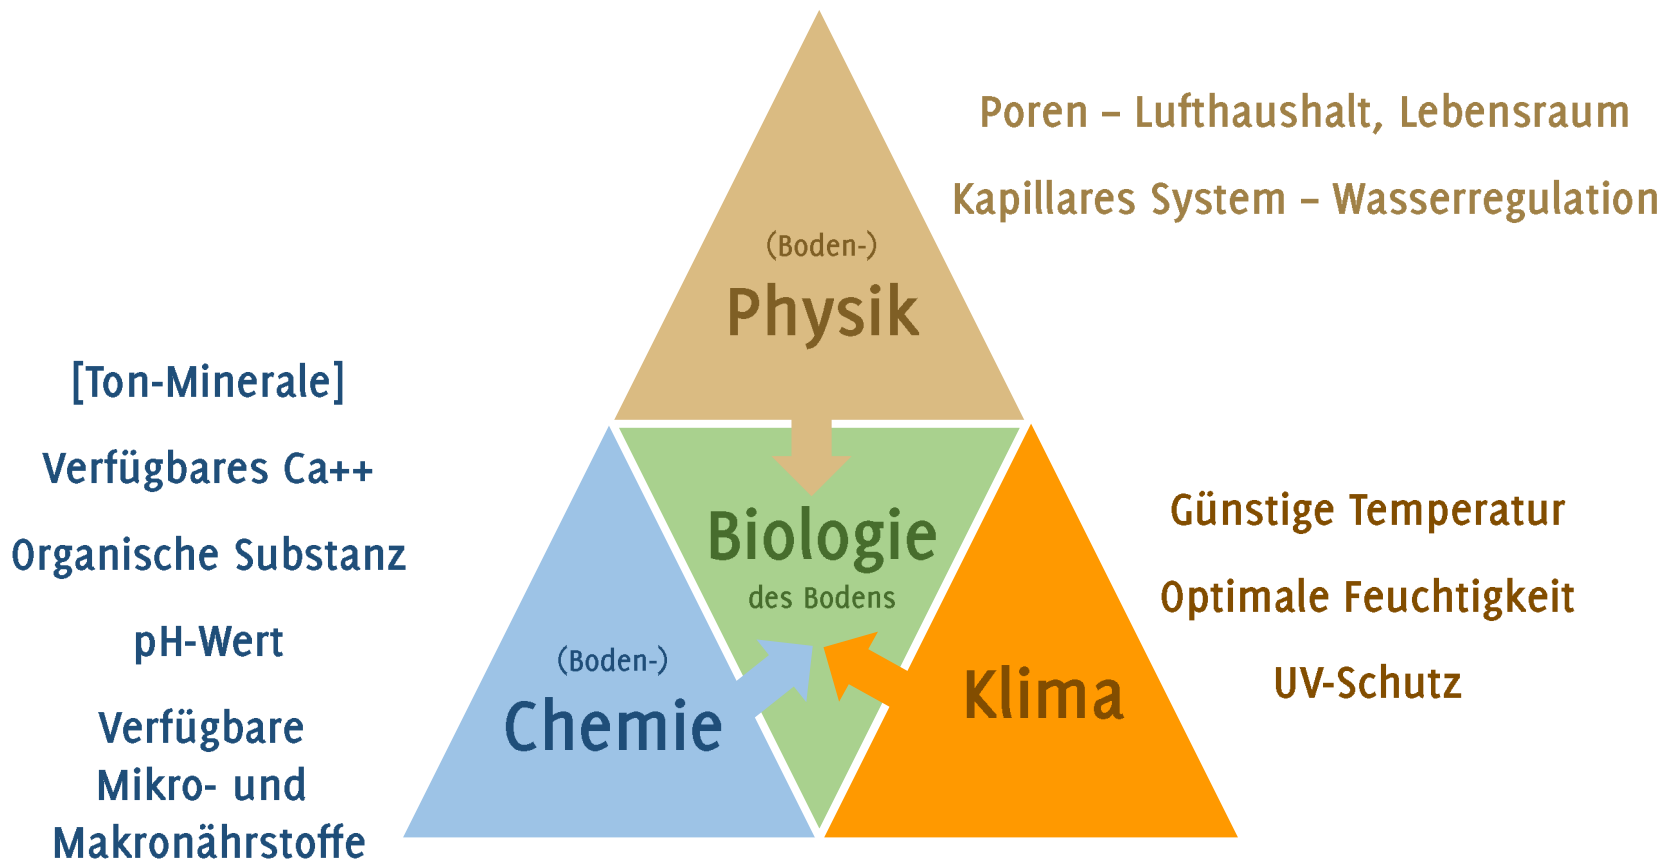 Poren – Lufthaushalt, Lebensraum
Kapillares System – Wasserregulation
(Boden-)
Physik
[Ton-Minerale]
Verfügbares Ca++
Organische Substanz
pH-Wert
Verfügbare
Mikro- und
Makronährstoffe
Biologie
des Bodens
(Boden-)
Chemie
Klima
Günstige Temperatur
Optimale Feuchtigkeit
UV-Schutz